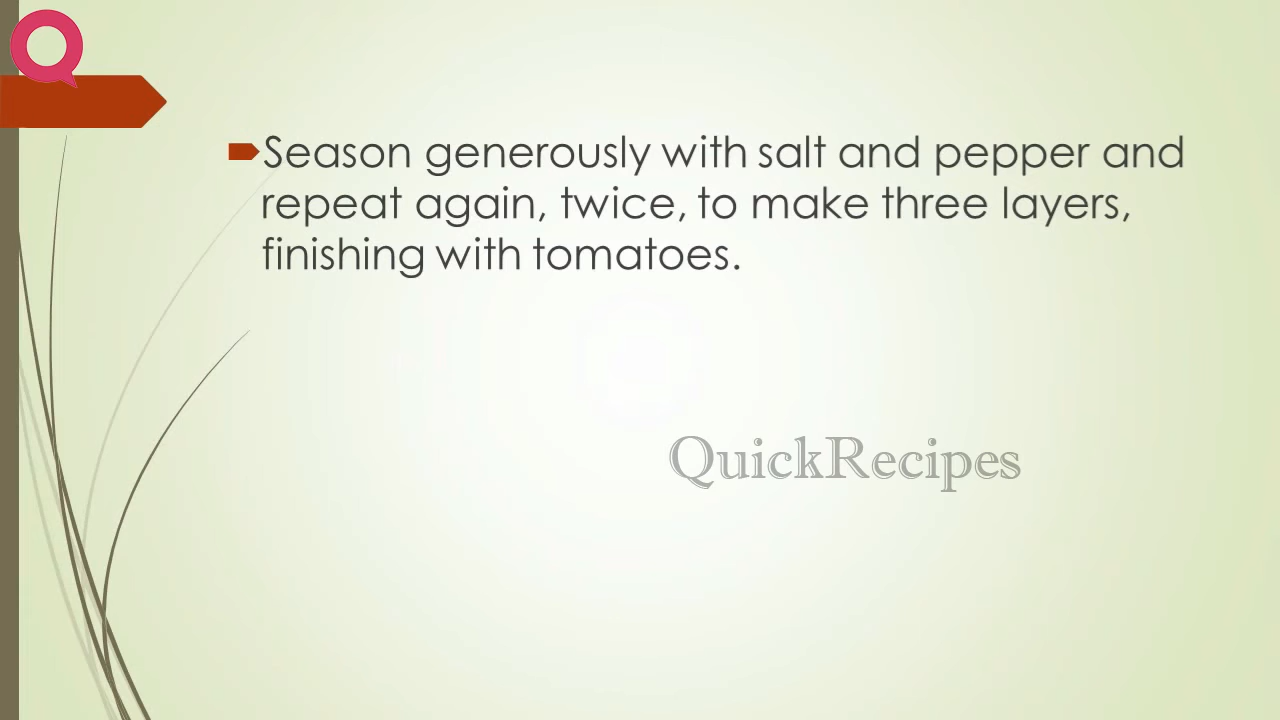 Season generously with salt and pepper and
repeat again, twice, to make three layers,
finishing with tomatoes.
QuickRecipes